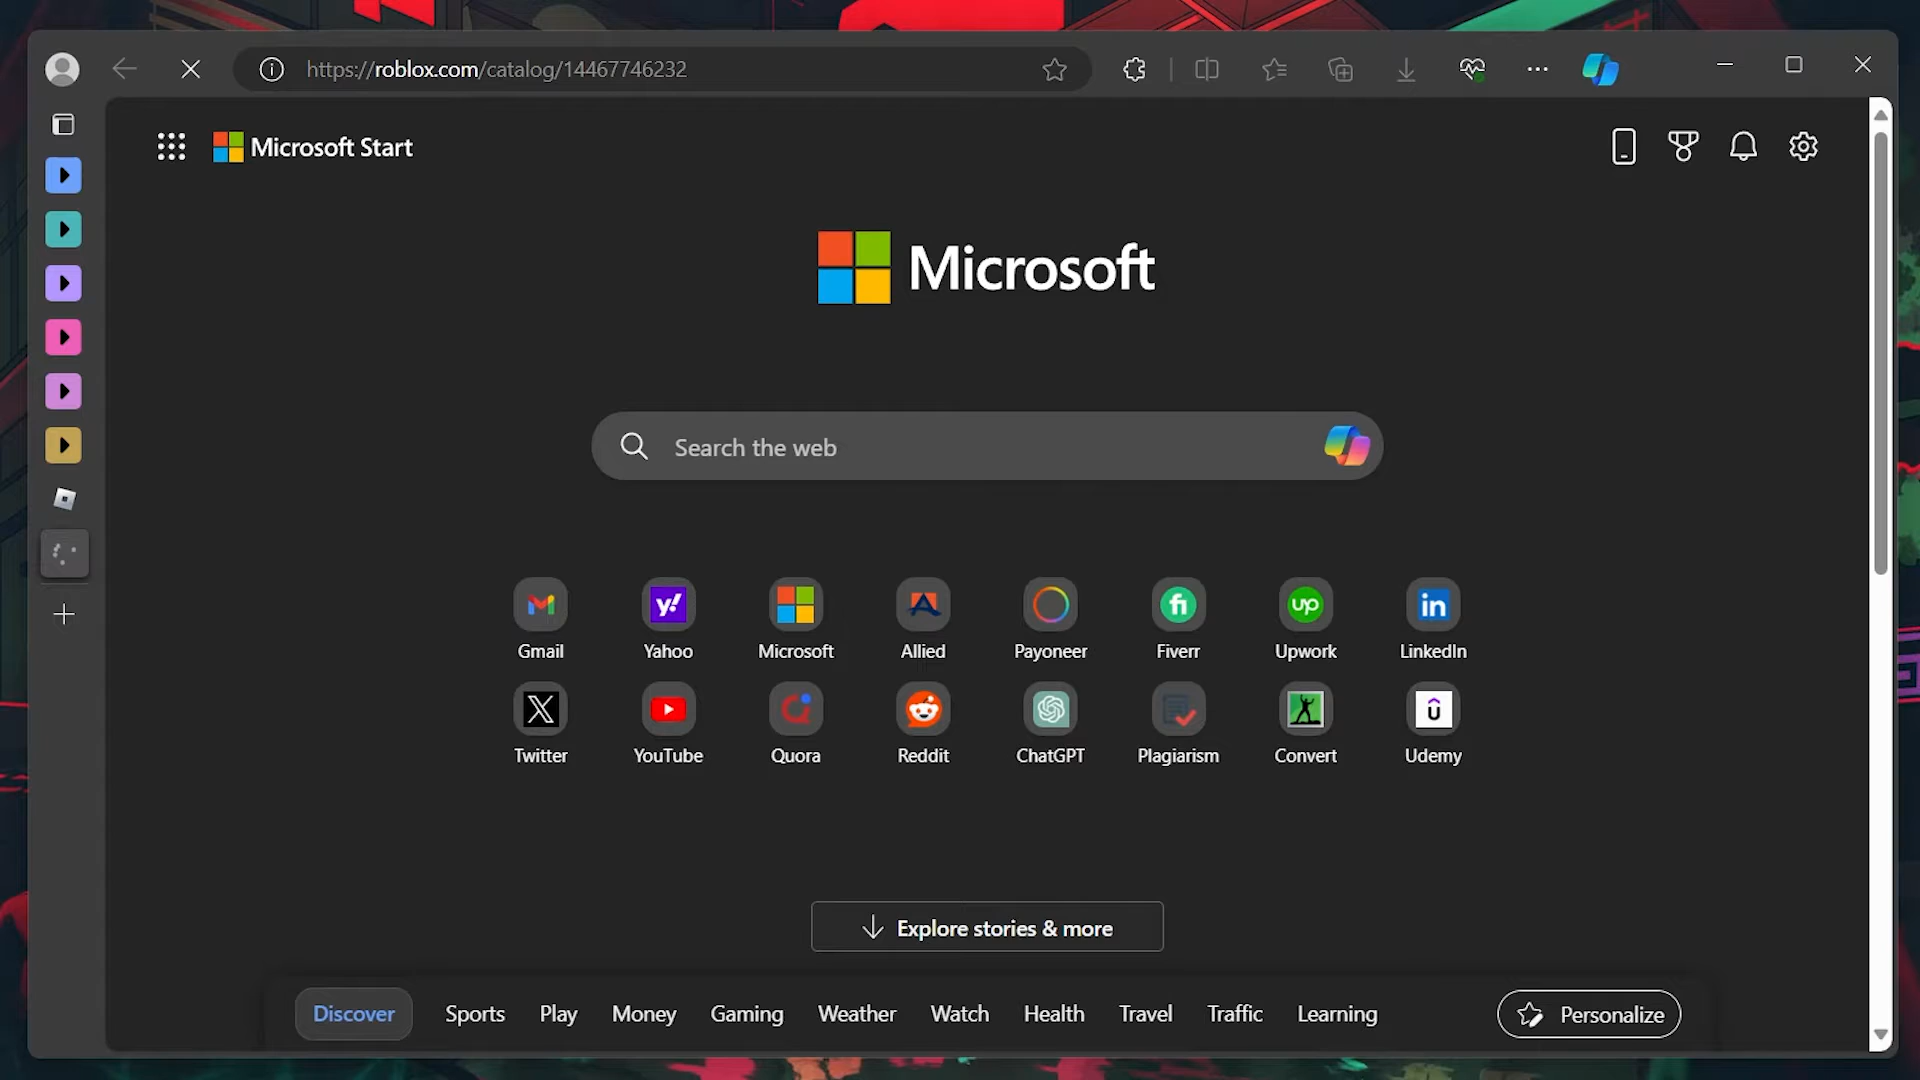 https://roblox.com/catalog/14467746232
Microsoft Start
Microsoft
Search the web
Gmail Yahoo Microsoft Allied Payoneer Fiverr Upwork LinkedIn
Twitter YouTube Quora Reddit ChatGPT Plagiarism Convert Udemy
Explore stories & more
Discover Sports Play Money Gaming Weather Watch Health Travel Traffic Learning Personalize